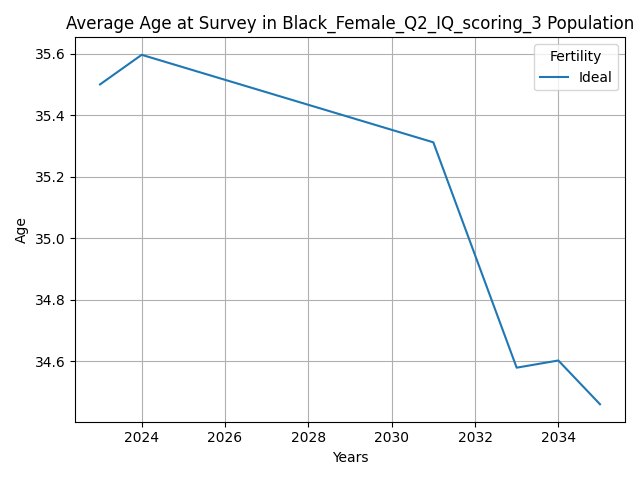 Average Age at Survey in Black_Female_Q2_IQ_scoring_3 Population
Fertility
Ideal
35.6
35.4
35.2
35.0
34.8
34.6
Age
2024
2026
2028
2030
2032
2034
Years